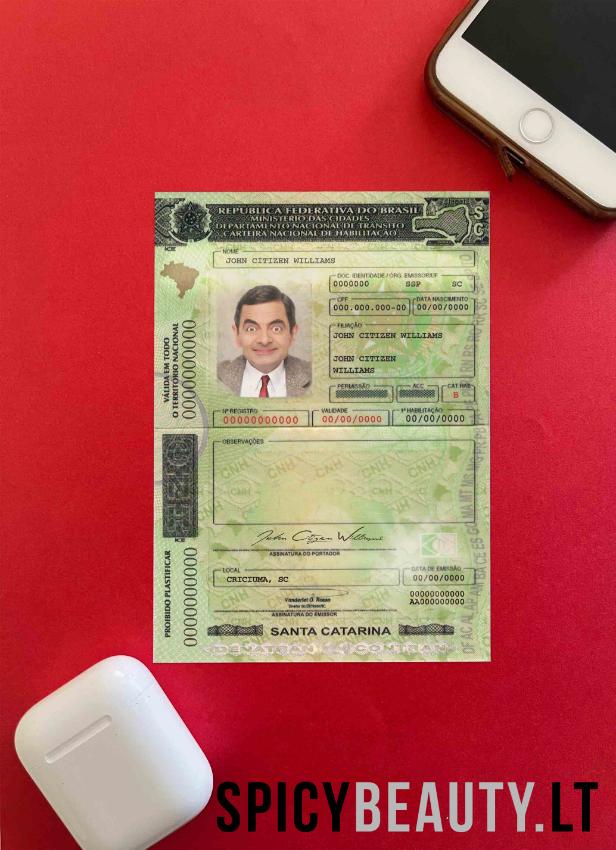 REPÚBLICA FEDERATIVA DO BRASIL
MINISTÉRIO DAS CIDADES
DEPARTAMENTO NACIONAL DE TRÂNSITO
CARTEIRA NACIONAL DE HABILITAÇÃO
SC
NOME
JOHN CITIZEN WILLIAMS
DOC. IDENTIDADE / ÓRG. EMISSOR/UF
0000000 SSP SC
CPF DATA NASCIMENTO
000.000.000-00 00/00/0000
FILIAÇÃO
JOHN CITIZEN WILLIAMS
JOHN CITIZEN
WILLIAMS
PERMISSÃO ACC CAT. HAB.
B
Nº REGISTRO VALIDADE 1ª HABILITAÇÃO
00000000000 00/00/0000 00/00/0000
VÁLIDA EM TODO
O TERRITÓRIO NACIONAL
0000000000
OBSERVAÇÕES
John Citizen Williams
ASSINATURA DO PORTADOR
LOCAL DATA DE EMISSÃO
CRICIUMA, SC 00/00/0000
00000000000
AA000000000
ASSINATURA DO EMISSOR
PROIBIDO PLASTIFICAR
0000000000
SANTA CATARINA
DENATRAN CONTRAN
SPICYBEAUTY.LT